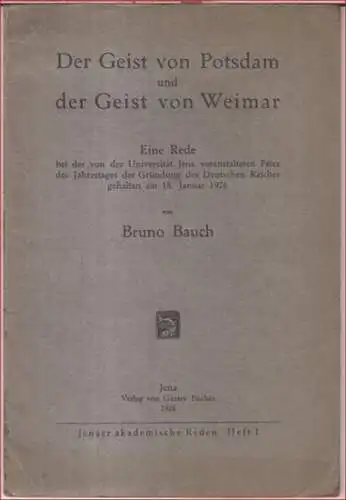 Der Geist von Potsdam
und
der Geist von Weimar
Eine Rede
bei der von der Universität Jena veranstalteten Feier
des Jahrestages der Gründung des Deutschen Reiches
gehalten am 18. Januar 1926
von
Bruno Bauch
Jena
Verlag von Gustav Fischer
1926
Jenaer akademische Reden Heft 1